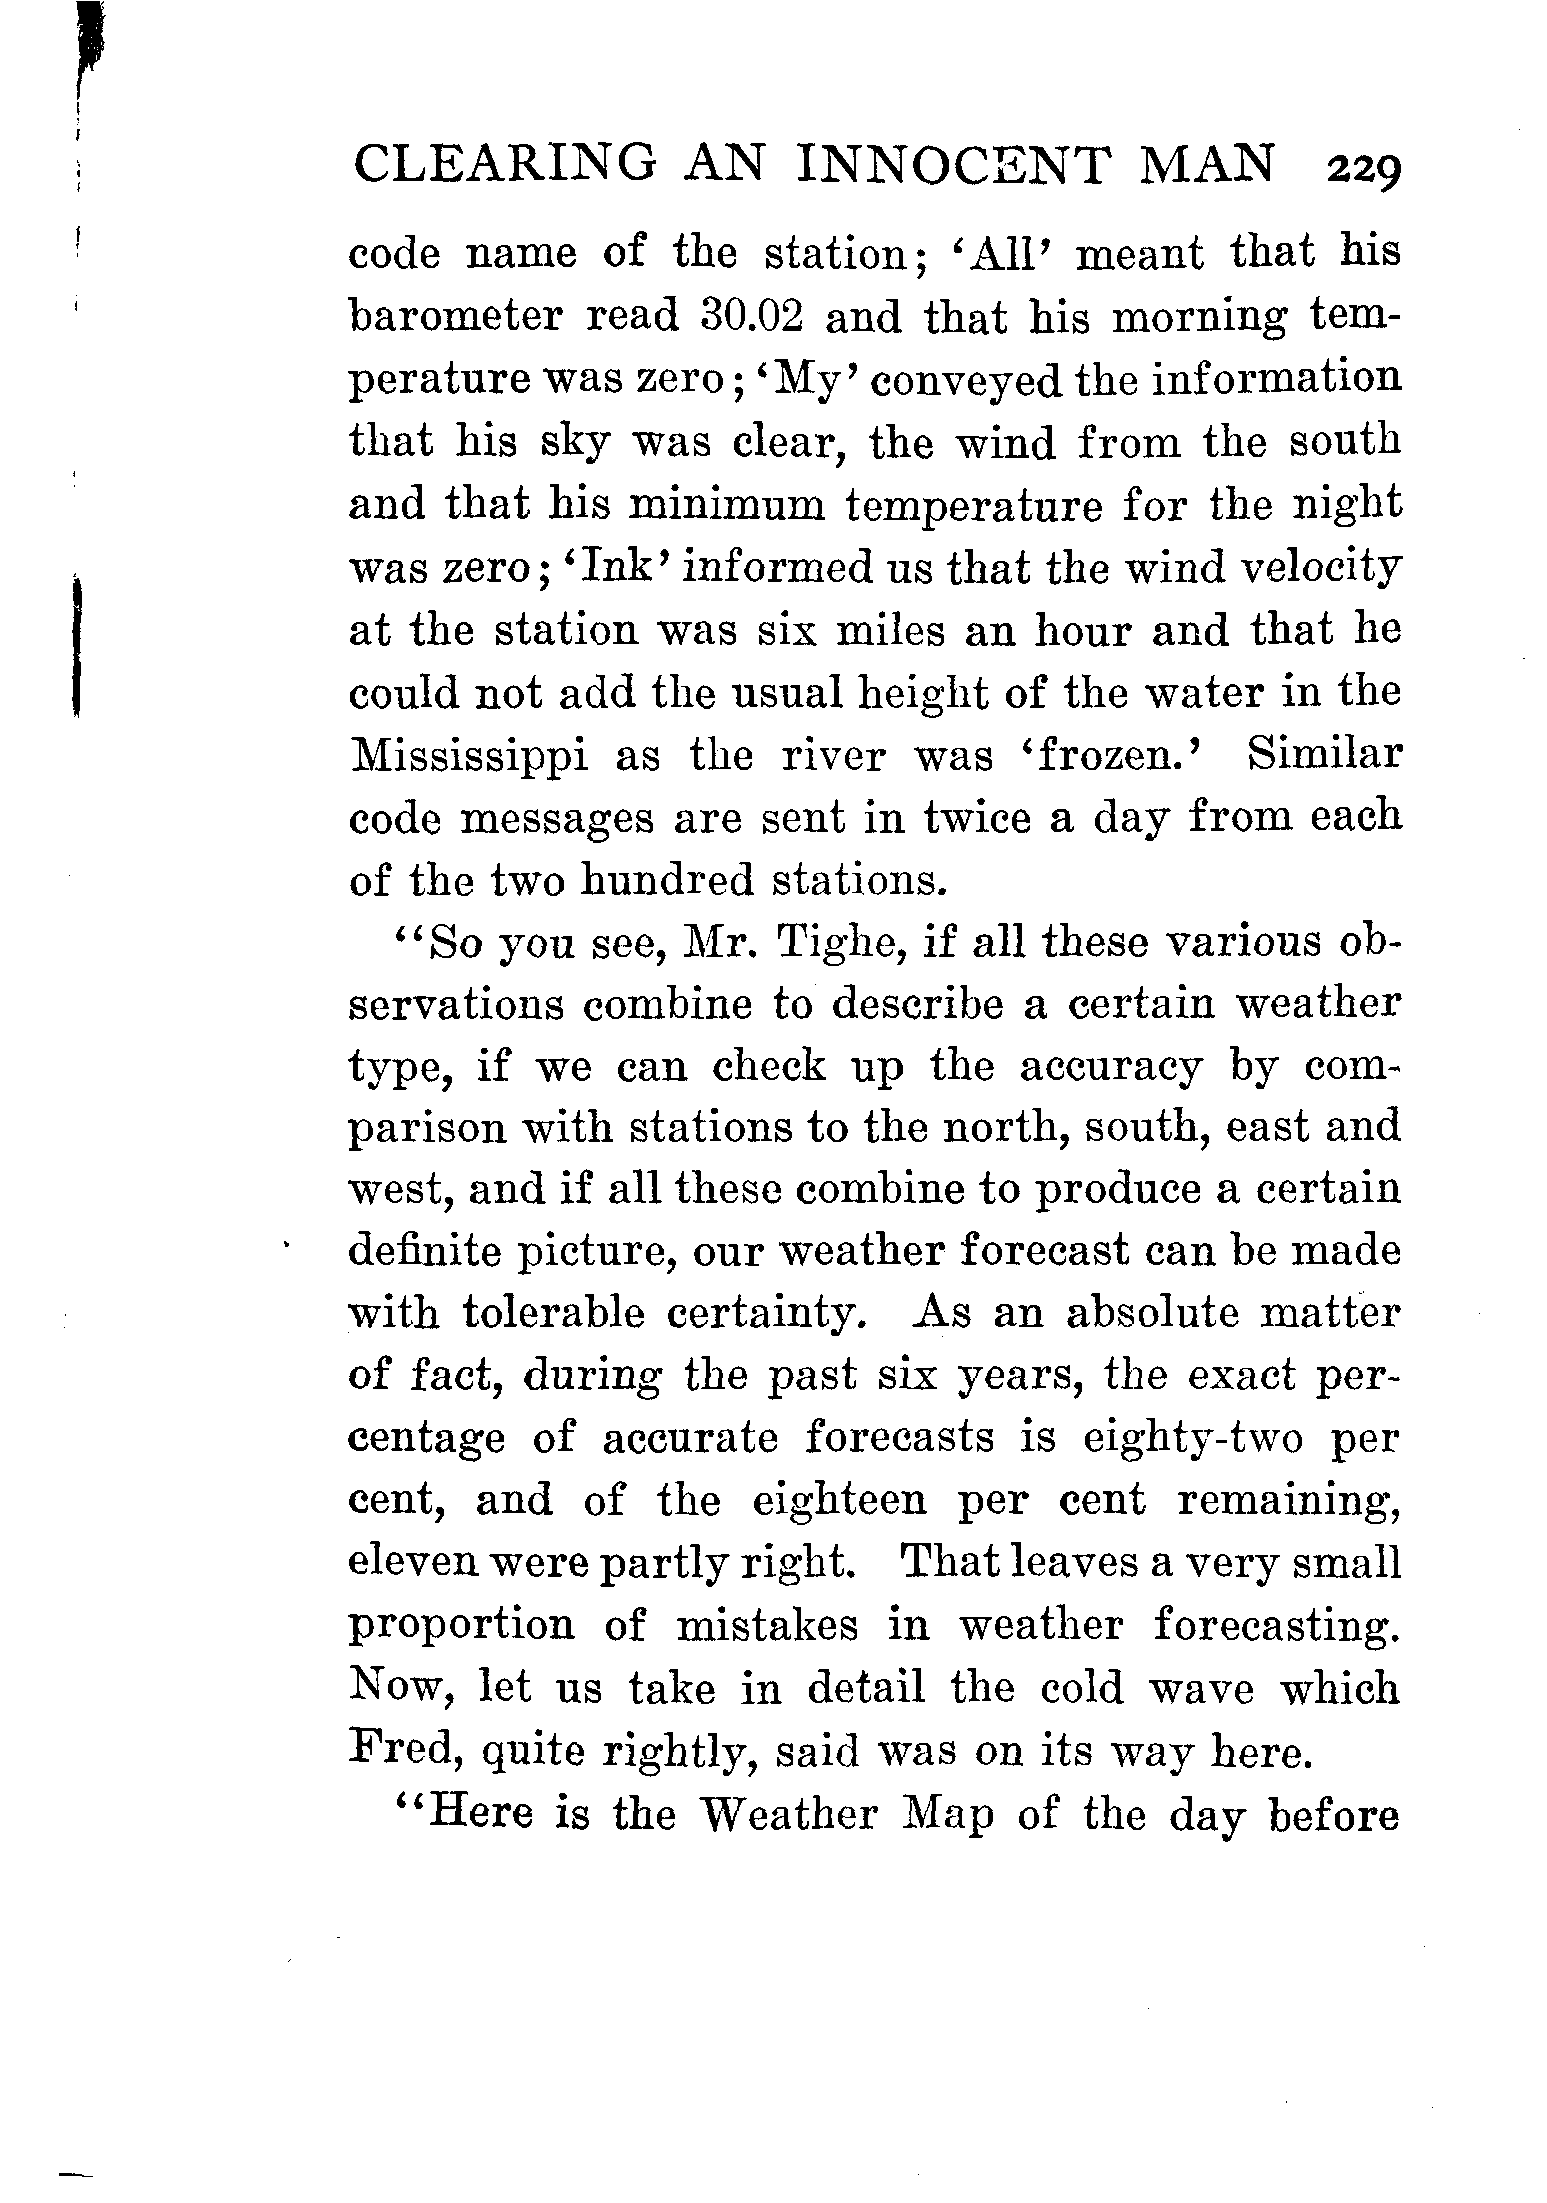 CLEARING AN INNOCENT MAN 229
code name of the station; ‘All’ meant that his
barometer read 30.02 and that his morning tem-
perature was zero; ‘My’ conveyed the information
that his sky was clear, the wind from the south
and that his minimum temperature for the night
was zero; ‘Ink’ informed us that the wind velocity
at the station was six miles an hour and that he
could not add the usual height of the water in the
Mississippi as the river was ‘frozen.’ Similar
code messages are sent in twice a day from each
of the two hundred stations.
“So you see, Mr. Tighe, if all these various ob-
servations combine to describe a certain weather
type, if we can check up the accuracy by com-
parison with stations to the north, south, east and
west, and if all these combine to produce a certain
definite picture, our weather forecast can be made
with tolerable certainty. As an absolute matter
of fact, during the past six years, the exact per-
centage of accurate forecasts is eighty-two per
cent, and of the eighteen per cent remaining,
eleven were partly right. That leaves a very small
proportion of mistakes in weather forecasting.
Now, let us take in detail the cold wave which
Fred, quite rightly, said was on its way here.
“Here is the Weather Map of the day before